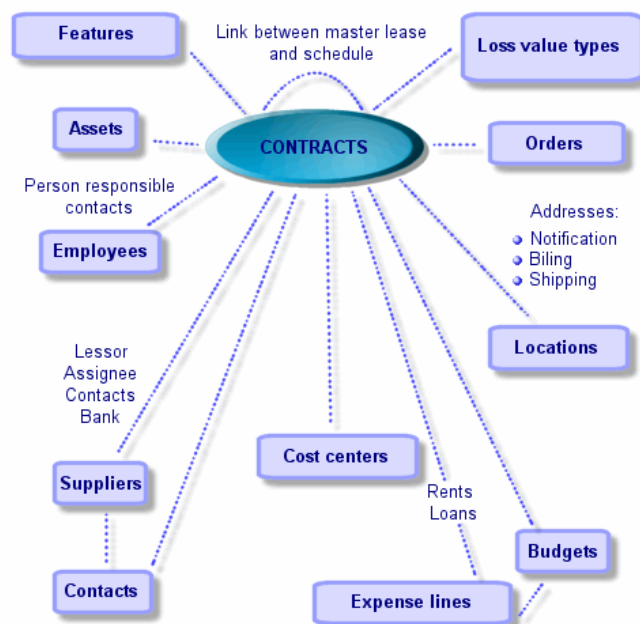 Features
Link between master lease
and schedule
Loss value types
Assets
CONTRACTS
Orders
Person responsible
contacts
Employees
Addresses:
Notification
Biling
Shipping
Locations
Lessor
Assignee
Contacts
Bank
Cost centers
Suppliers
Rents
Loans
Budgets
Contacts
Expense lines